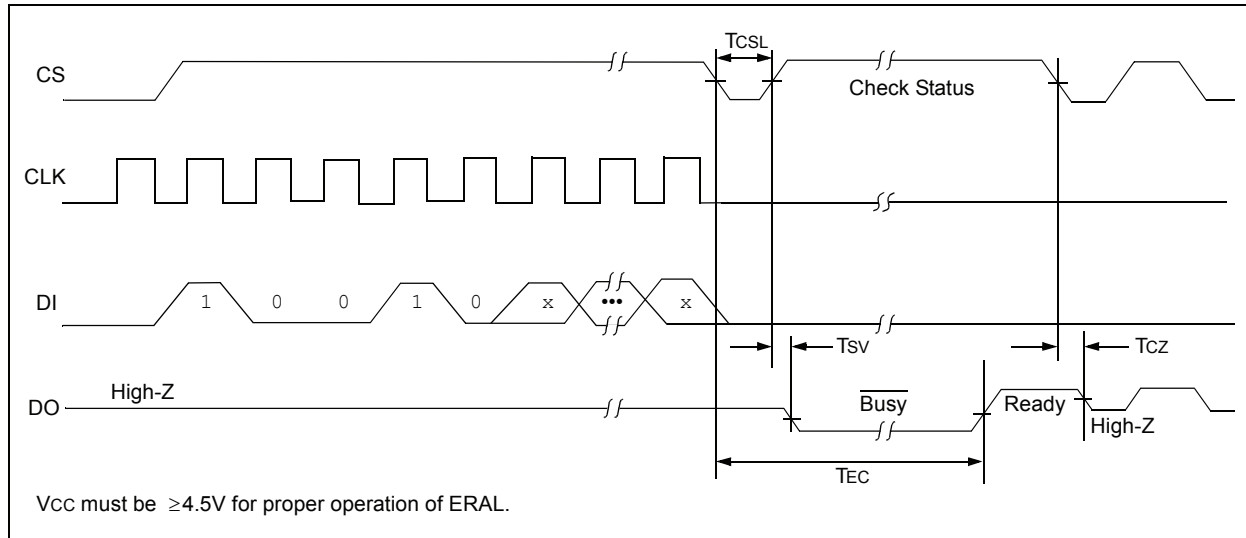 TCSL
CS
Check Status
CLK
DI 1 0 0 1 0 x ••• x
TSV
TCZ
High-Z
DO
Busy
Ready
High-Z
TEC
VCC must be ≥4.5V for proper operation of ERAL.